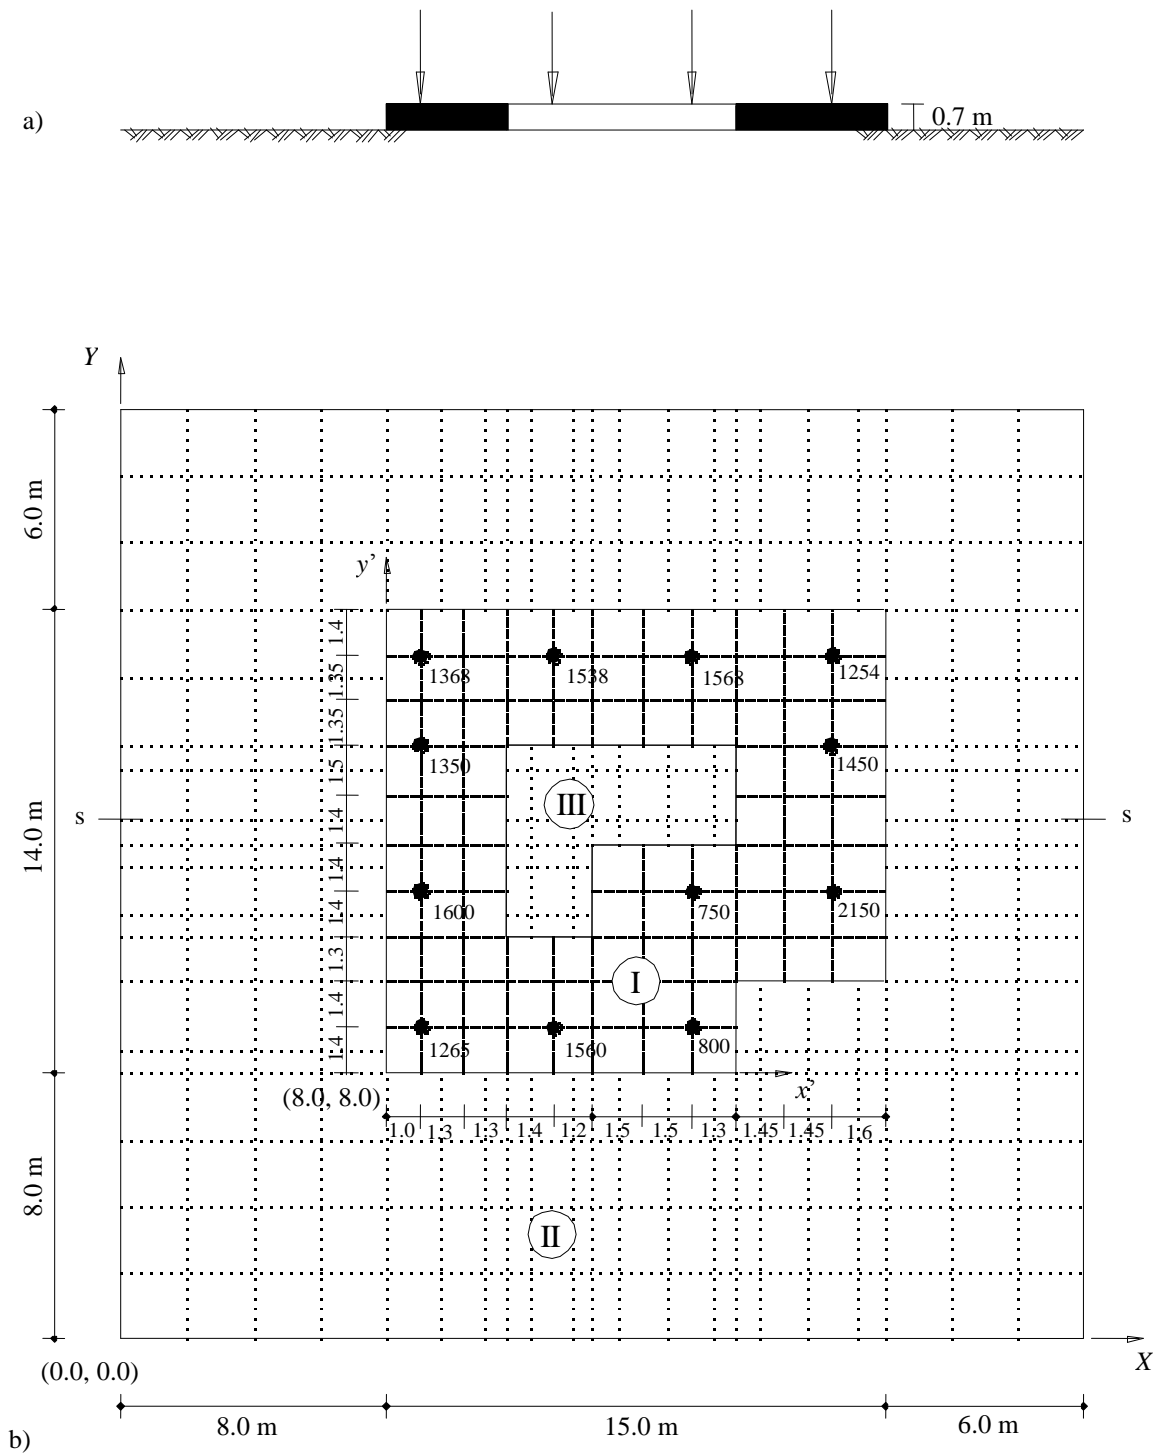 a)
0.7 m
Y
6.0 m
y’
1.4
1.35
1368
1538
1568
1254
1.35
1350
1450
1.5
III
s
s
1.4
14.0 m
1.4
1.4
1600
750
2150
1.3
I
1.4
1.4
1265
1560
800
(8.0, 8.0)
x’
1.0
1.3
1.3
1.4
1.2
1.5
1.5
1.3
1.45
1.45
1.6
8.0 m
II
(0.0, 0.0)
X
8.0 m
15.0 m
6.0 m
b)